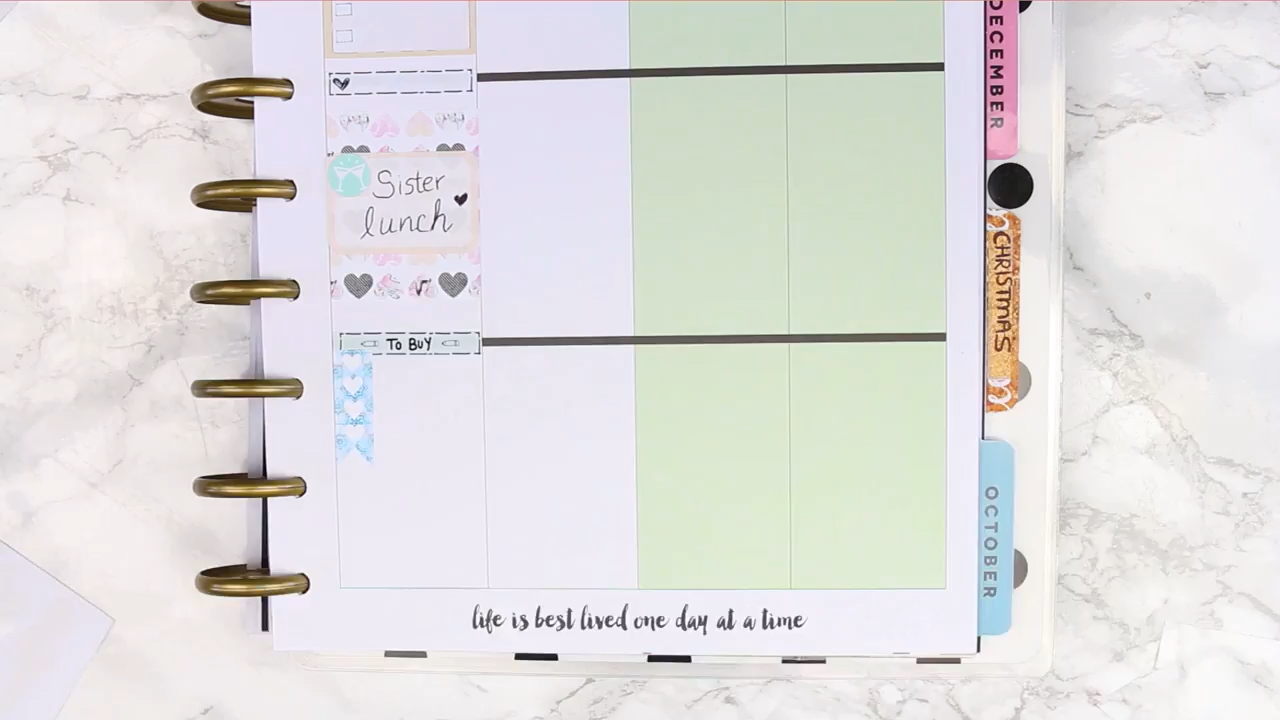 DECEMBER
Sister
lunch
CHRISTMAS
TO BUY
OCTOBER
life is best lived one day at a time